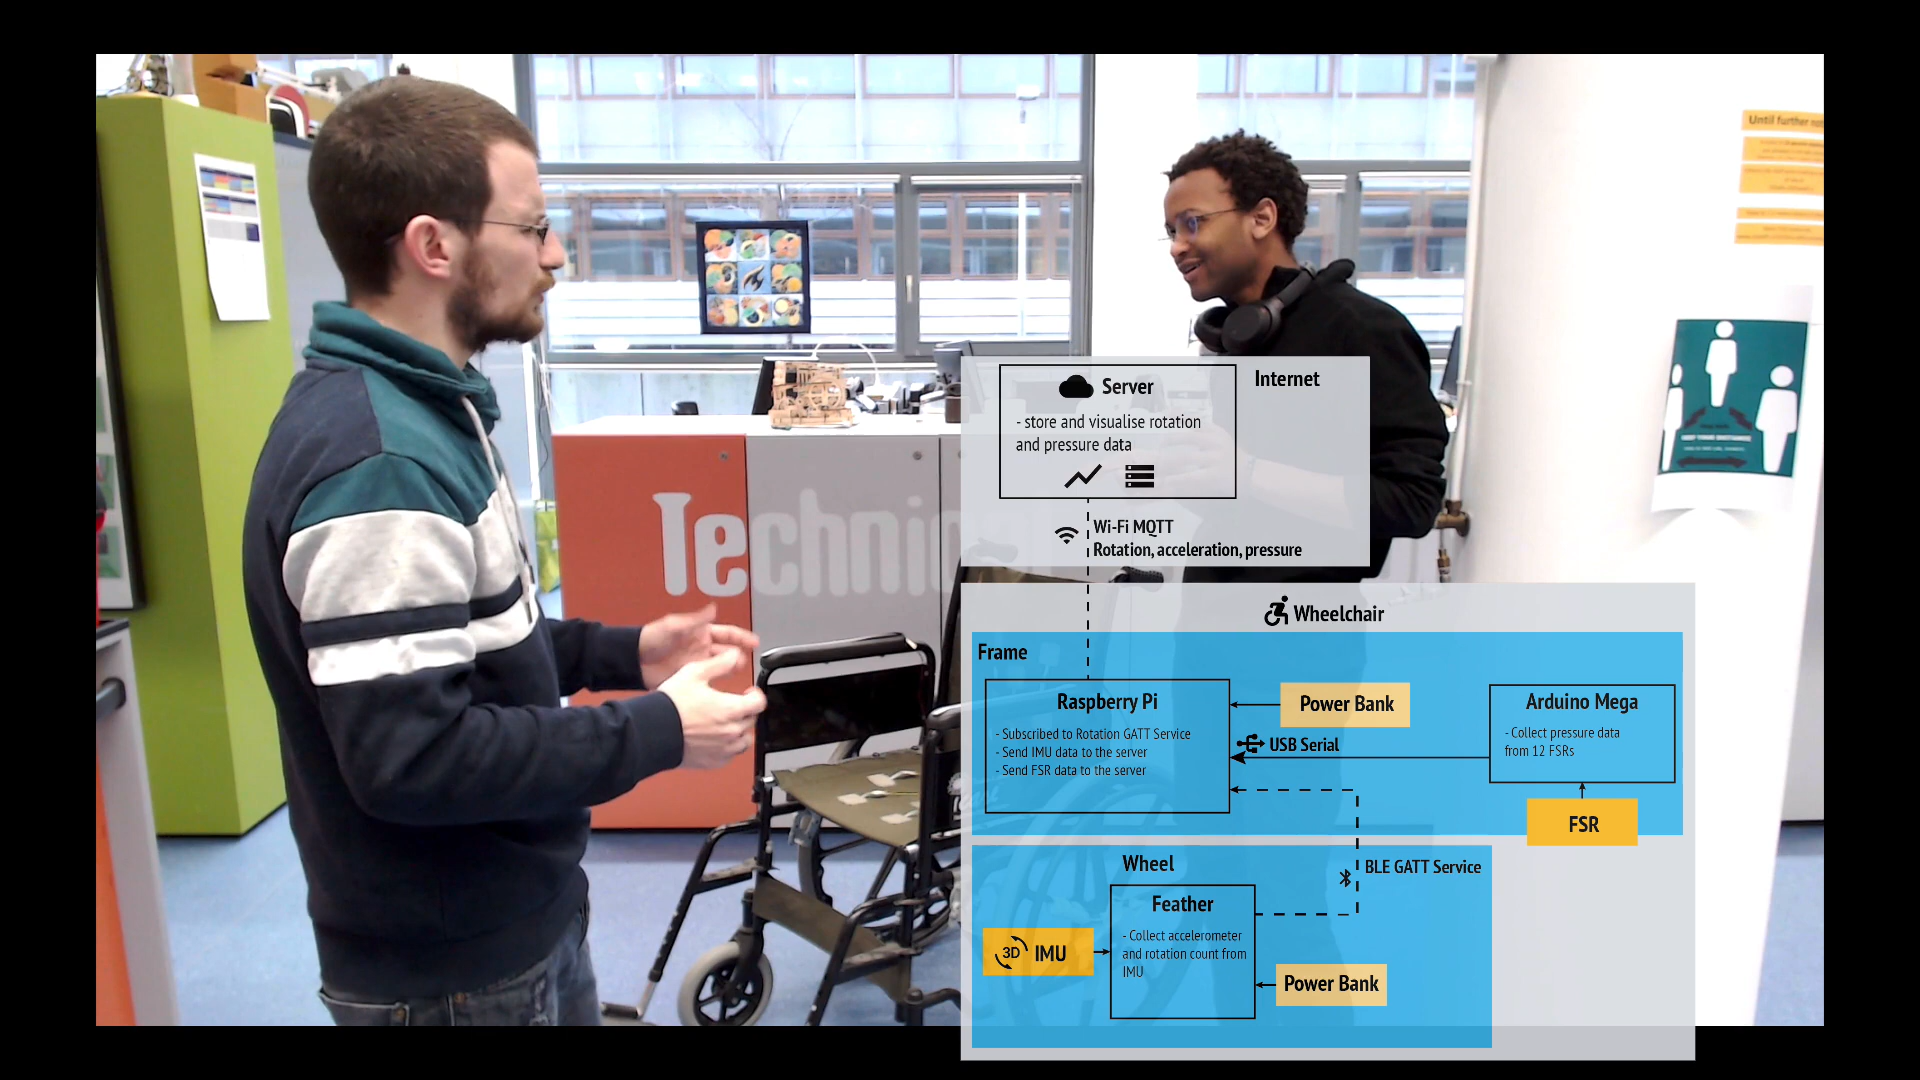 Until further
Techni
Server
Internet
- store and visualise rotation
and pressure data
Wi-Fi MQTT
Rotation, acceleration, pressure
Wheelchair
Frame
Raspberry Pi
- Subscribed to Rotation GATT Service
- Send IMU data to the server
- Send FSR data to the server
Power Bank
USB Serial
Arduino Mega
- Collect pressure data
from 12 FSRs
FSR
Wheel
BLE GATT Service
Feather
- Collect accelerometer
and rotation count from
IMU
3D IMU
Power Bank